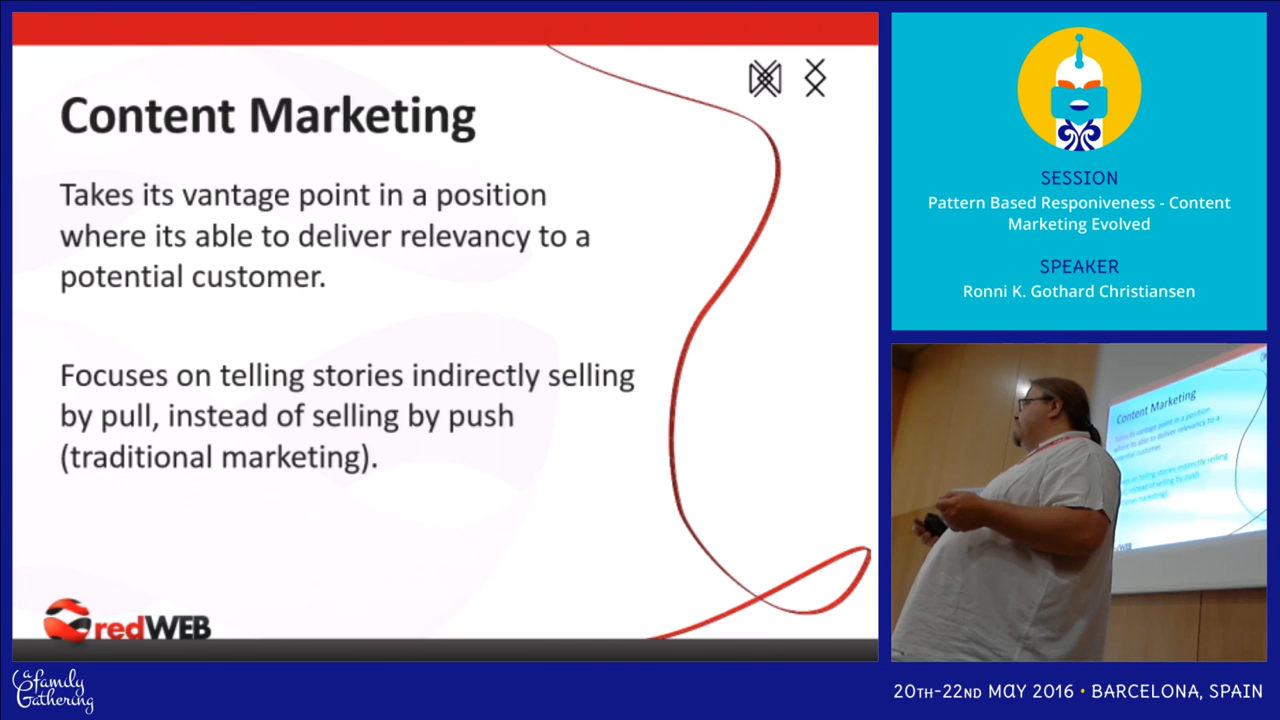 Content Marketing
Takes its vantage point in a position
where its able to deliver relevancy to a
potential customer.
Focuses on telling stories indirectly selling
by pull, instead of selling by push
(traditional marketing).
redWEB
SESSION
Pattern Based Responiveness - Content
Marketing Evolved
SPEAKER
Ronni K. Gothard Christiansen
Content Marketing
a family
Gathering
20TH-22ND MAY 2016 • BARCELONA, SPAIN